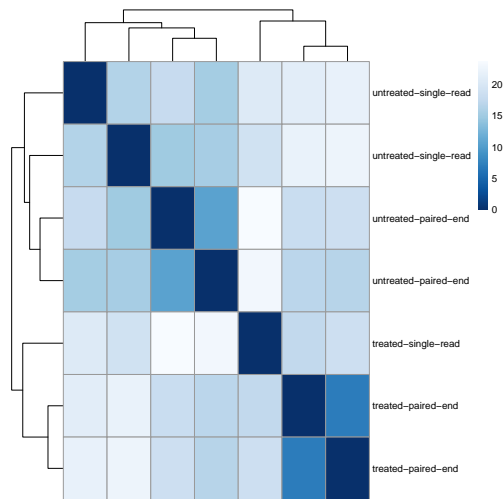 untreated−single−read
untreated−single−read
untreated−paired−end
untreated−paired−end
treated−single−read
treated−paired−end
treated−paired−end
20
15
10
5
0